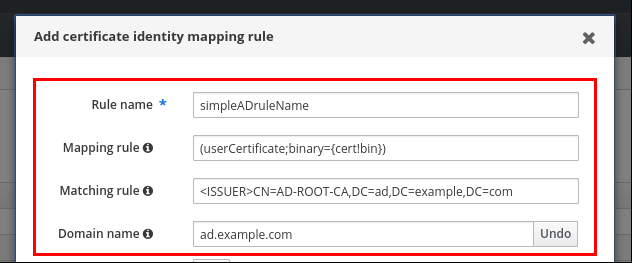 Add certificate identity mapping rule
Rule name *
simpleADruleName
Mapping rule
(userCertificate;binary={cert!bin})
Matching rule
<ISSUER>CN=AD-ROOT-CA,DC=ad,DC=example,DC=com
Domain name
ad.example.com
Undo